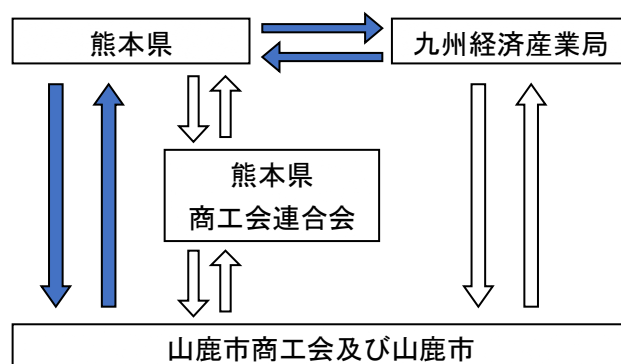 熊本県
九州経済産業局
熊本県
商工会連合会
山鹿市商工会及び山鹿市